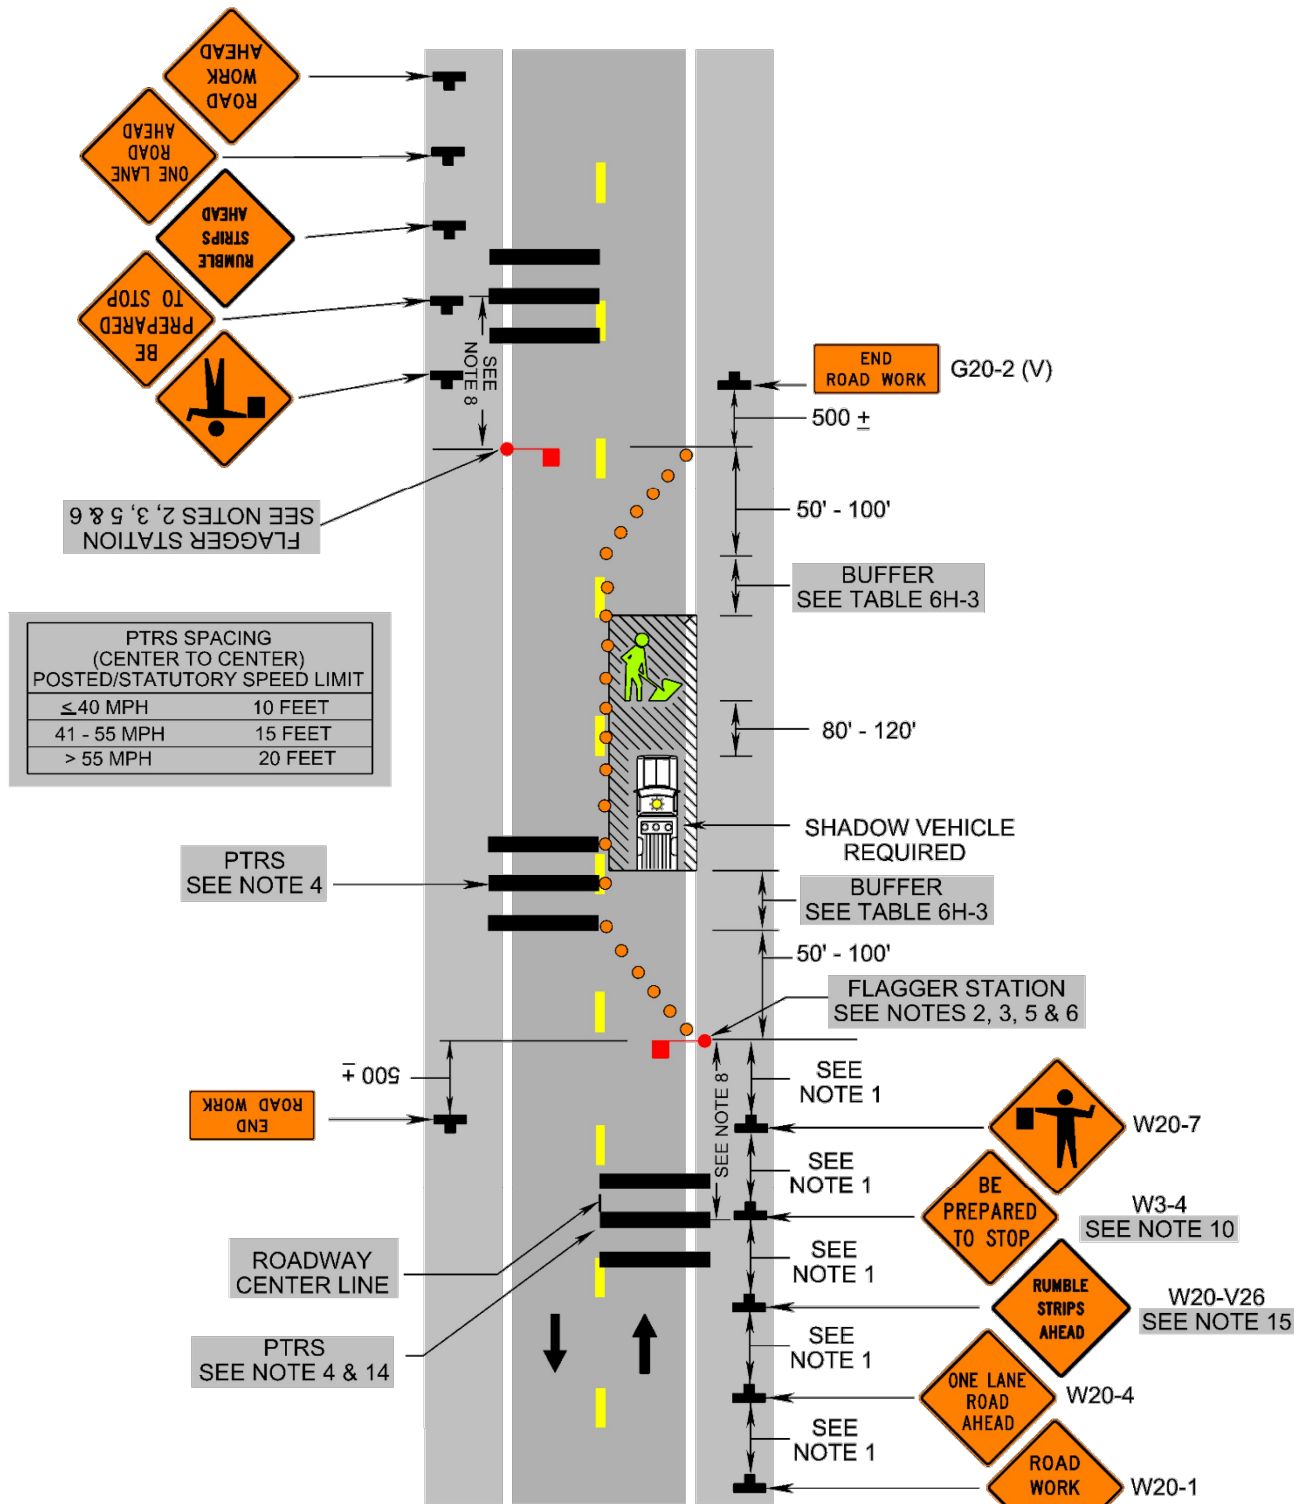 ROAD
WORK
AHEAD
ONE LANE
ROAD
AHEAD
RUMBLE
STRIPS
AHEAD
BE
PREPARED
TO STOP
SEE
NOTE 8
FLAGGER STATION
SEE NOTES 2, 3, 5 & 6
END
ROAD WORK
G20-2 (V)
500 ±
50' - 100'
BUFFER
SEE TABLE 6H-3
PTRS SPACING
(CENTER TO CENTER)
POSTED/STATUTORY SPEED LIMIT
≤ 40 MPH 10 FEET
41 - 55 MPH 15 FEET
> 55 MPH 20 FEET
80' - 120'
SHADOW VEHICLE
REQUIRED
PTRS
SEE NOTE 4
BUFFER
SEE TABLE 6H-3
50' - 100'
FLAGGER STATION
SEE NOTES 2, 3, 5 & 6
500 ±
END
ROAD WORK
SEE NOTE 8
SEE
NOTE 1
W20-7
SEE
NOTE 1
BE
PREPARED
TO STOP
W3-4
SEE NOTE 10
ROADWAY
CENTER LINE
SEE
NOTE 1
RUMBLE
STRIPS
AHEAD
W20-V26
SEE NOTE 15
PTRS
SEE NOTE 4 & 14
SEE
NOTE 1
ONE LANE
ROAD
AHEAD
W20-4
SEE
NOTE 1
ROAD
WORK
W20-1